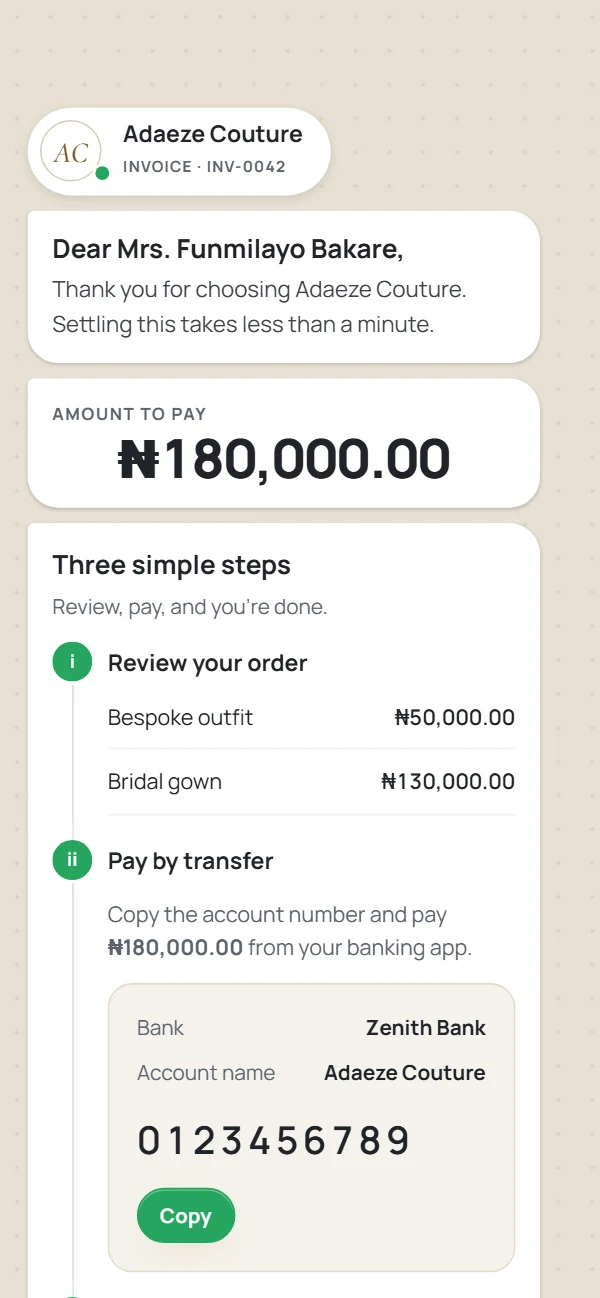 AC
Adaeze Couture
INVOICE · INV-0042
Dear Mrs. Funmilayo Bakare,
Thank you for choosing Adaeze Couture.
Settling this takes less than a minute.
AMOUNT TO PAY
₦180,000.00
Three simple steps
Review, pay, and you’re done.
i Review your order
Bespoke outfit ₦50,000.00
Bridal gown ₦130,000.00
ii Pay by transfer
Copy the account number and pay
₦180,000.00 from your banking app.
Bank Zenith Bank
Account name Adaeze Couture
0123456789
Copy